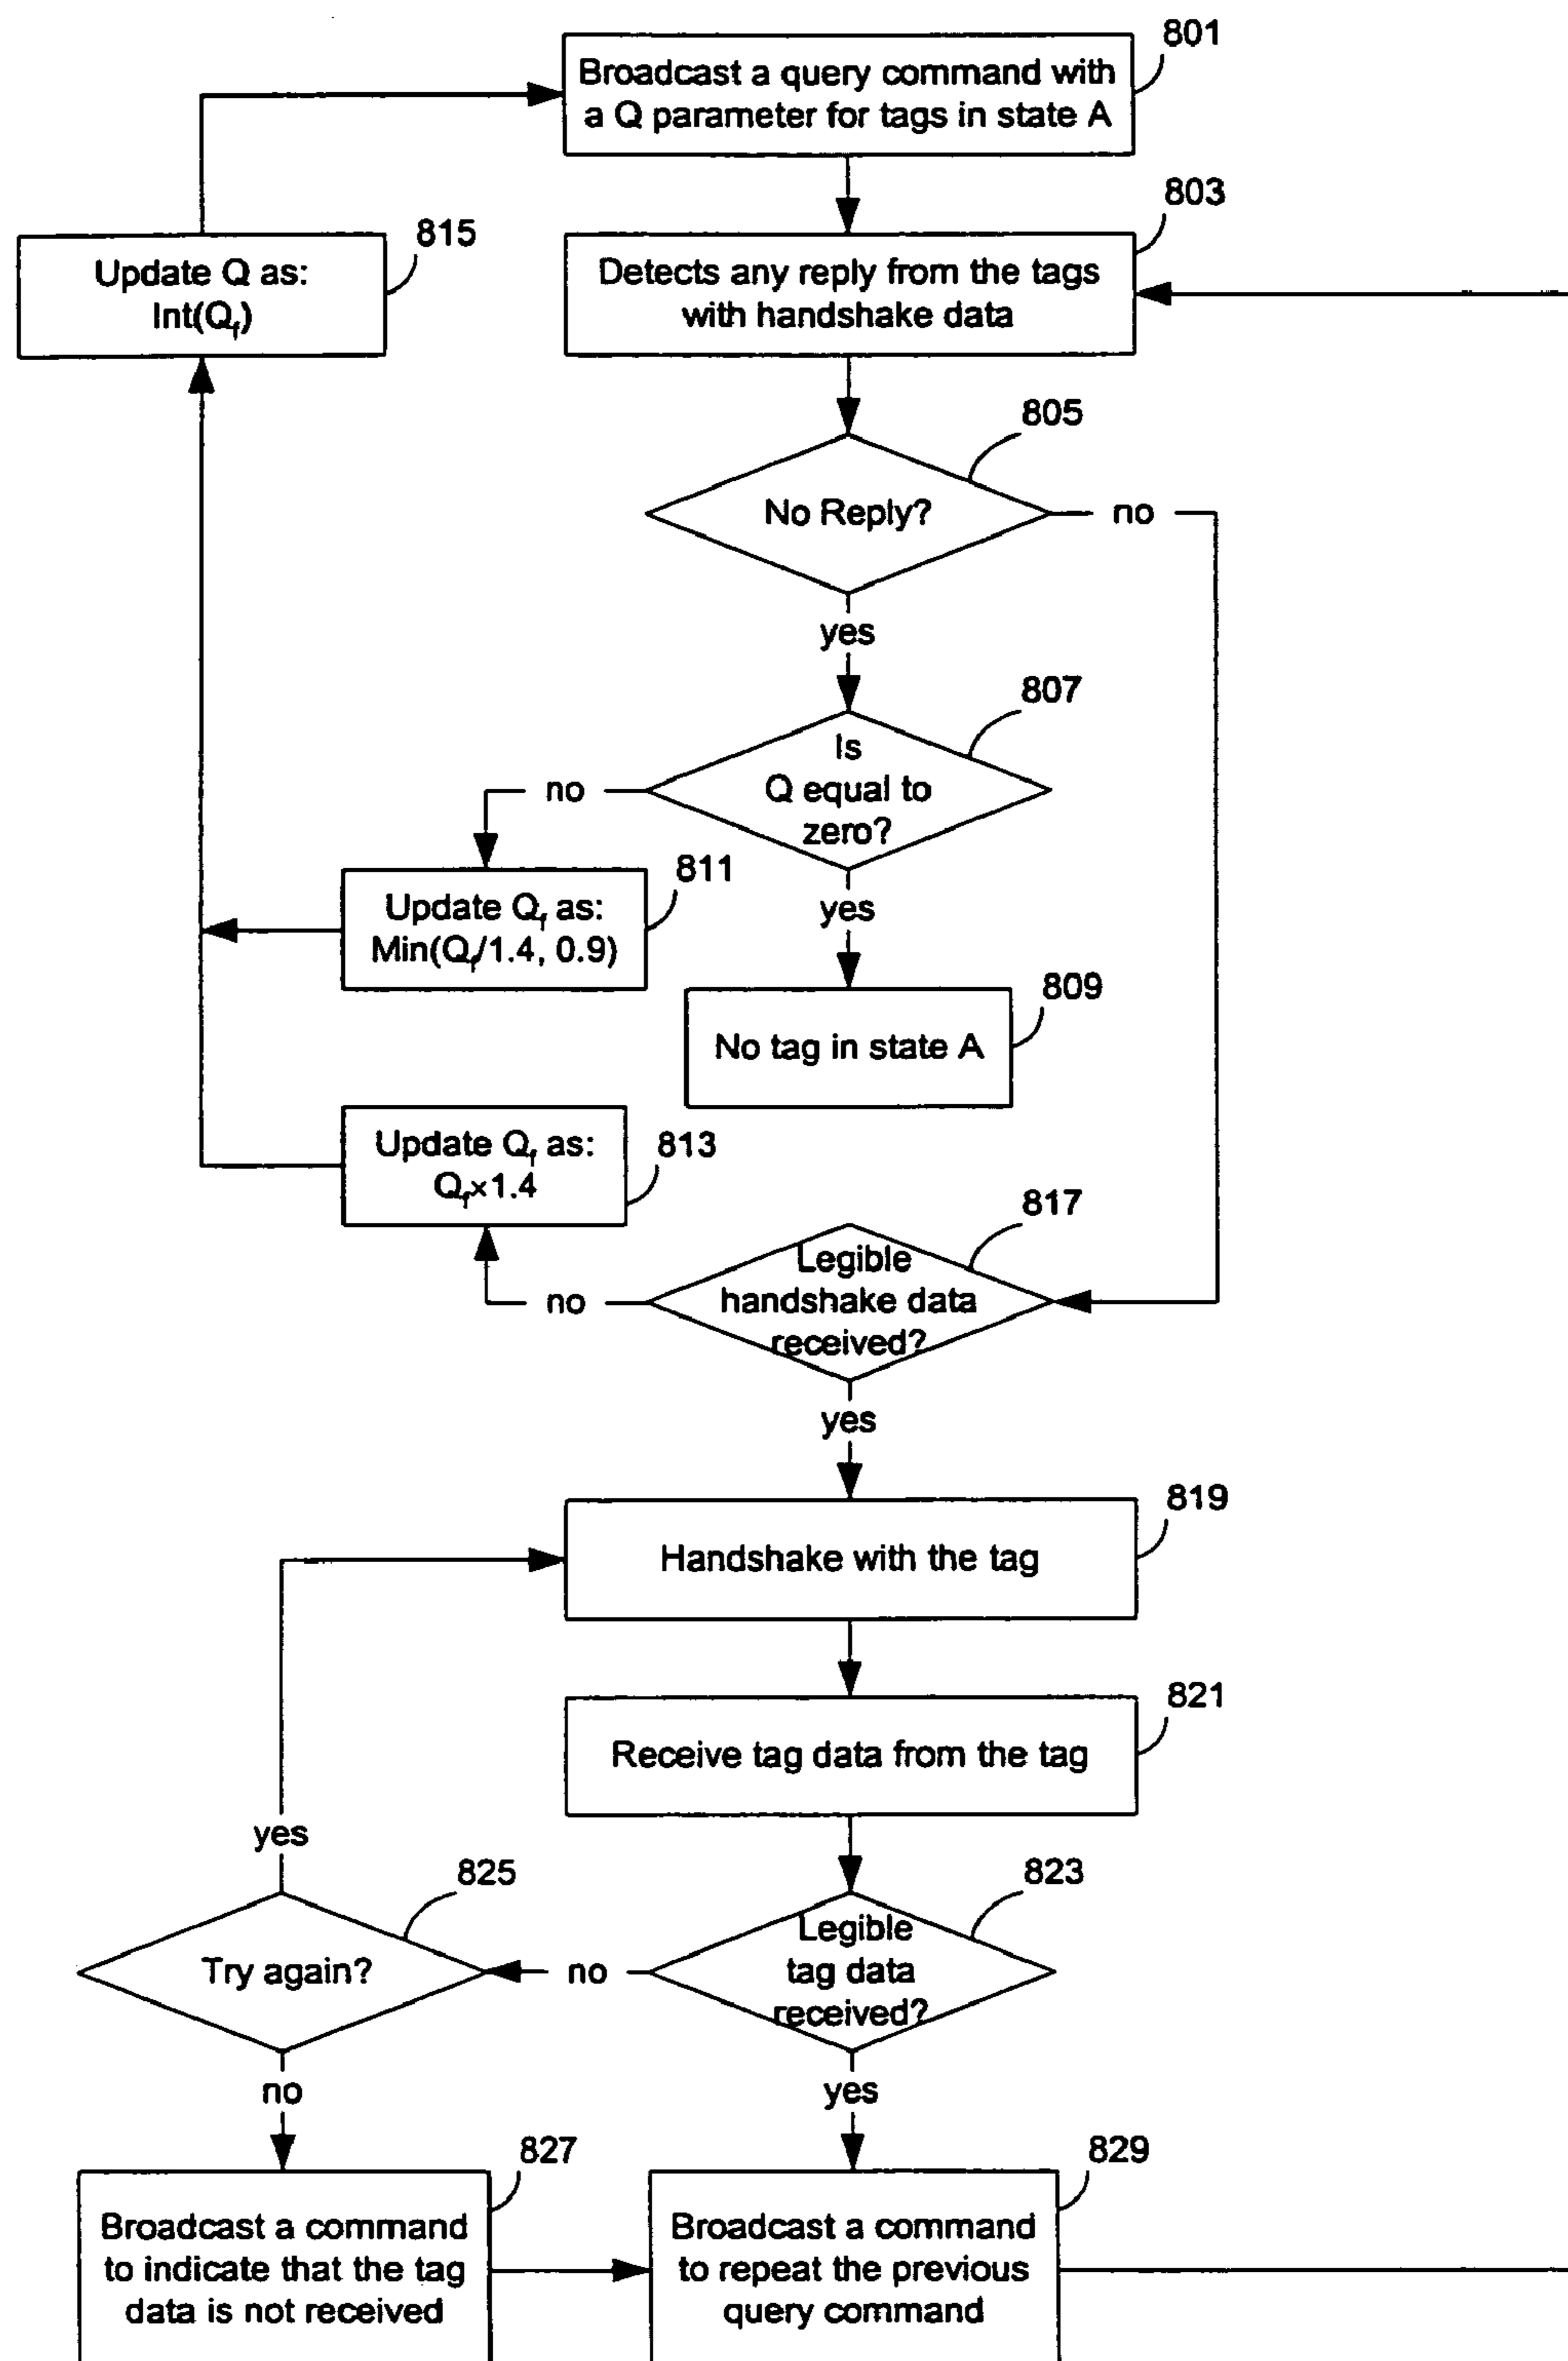 801
Broadcast a query command with
a Q parameter for tags in state A
803
Detects any reply from the tags
with handshake data
815
Update Q as:
Int(Qf)
805
No Reply?
no
yes
807
Is
Q equal to
zero?
no
yes
811
Update Qf as:
Min(Qf/1.4, 0.9)
809
No tag in state A
813
Update Qf as:
Qf×1.4
817
Legible
handshake data
received?
no
yes
819
Handshake with the tag
821
Receive tag data from the tag
823
Legible
tag data
received?
no
yes
825
Try again?
yes
no
827
Broadcast a command
to indicate that the tag
data is not received
829
Broadcast a command
to repeat the previous
query command